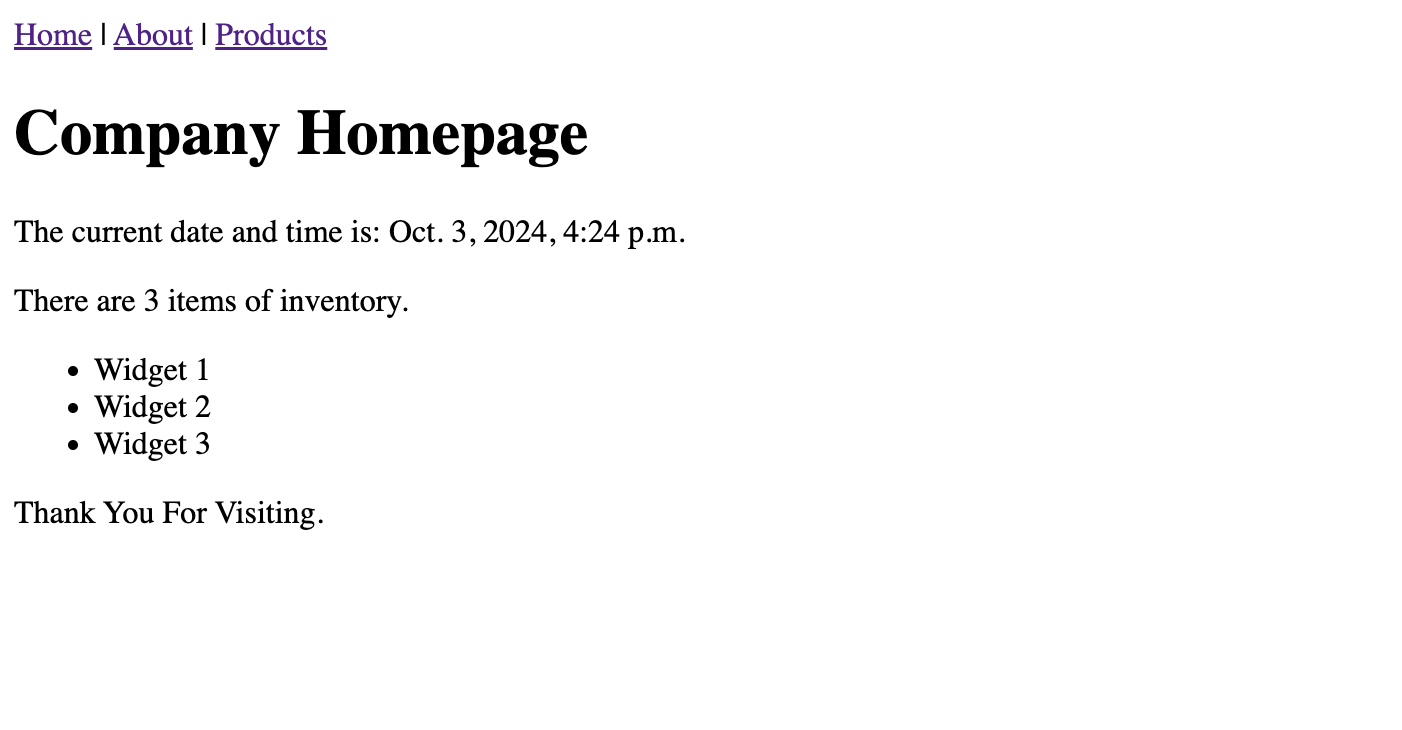 Home | About | Products
Company Homepage
The current date and time is: Oct. 3, 2024, 4:24 p.m.
There are 3 items of inventory.
• Widget 1
• Widget 2
• Widget 3
Thank You For Visiting.